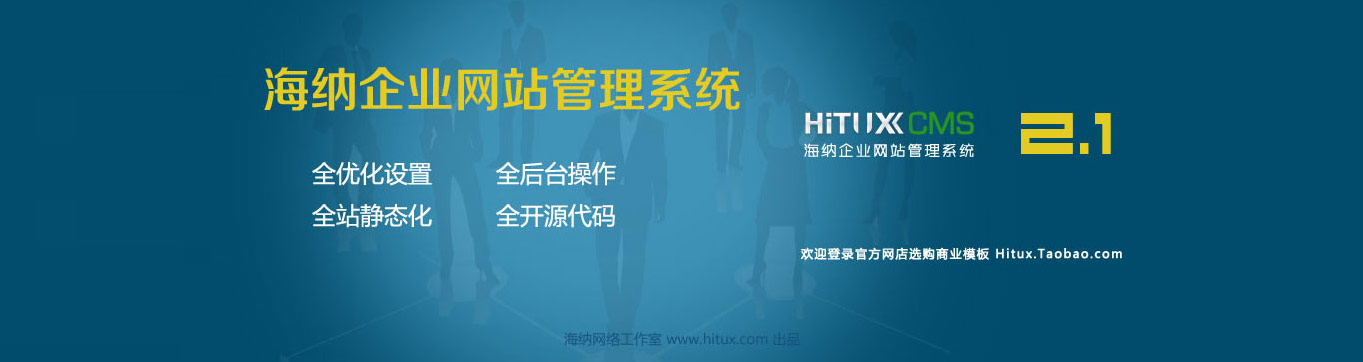 海纳企业网站管理系统
全优化设置 全后台操作
全站静态化 全开源代码
HiTUX CMS 2.1
海纳企业网站管理系统
欢迎登录官方网店选购商业模板 Hitux.Taobao.com
海纳网络工作室 www.hitux.com 出品